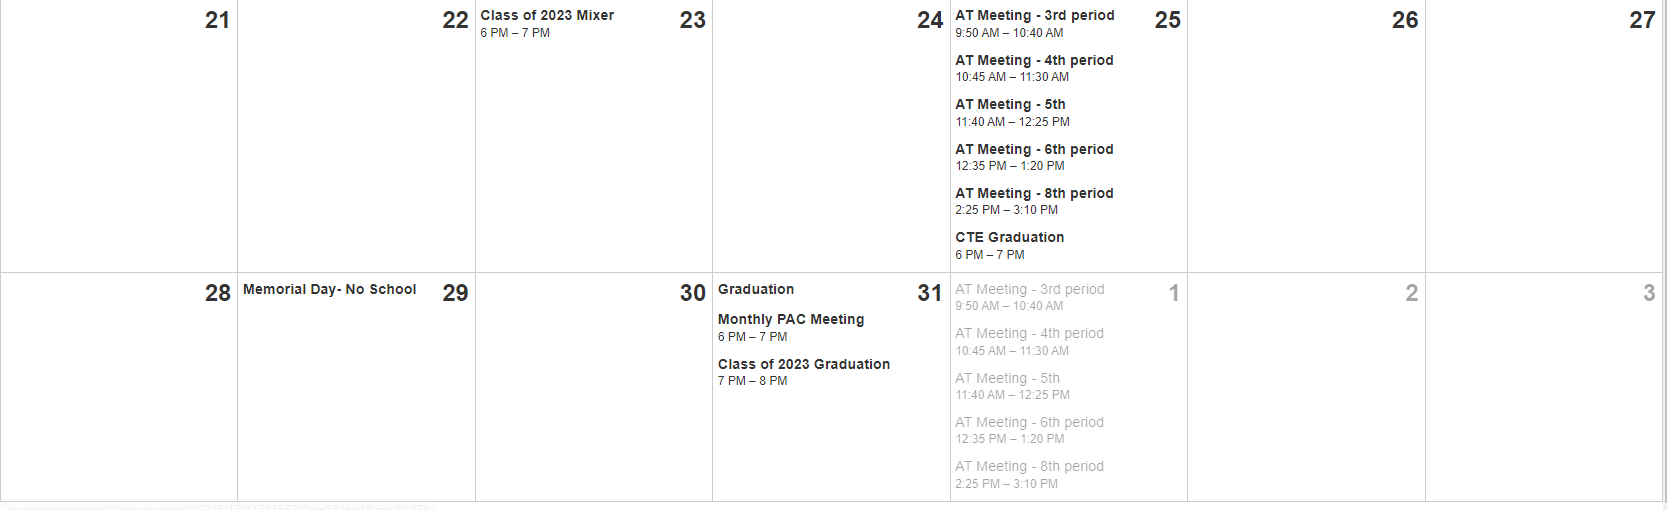 21
22
Class of 2023 Mixer
6 PM – 7 PM
23
24
AT Meeting - 3rd period
9:50 AM – 10:40 AM
AT Meeting - 4th period
10:45 AM – 11:30 AM
AT Meeting - 5th
11:40 AM – 12:25 PM
AT Meeting - 6th period
12:35 PM – 1:20 PM
AT Meeting - 8th period
2:25 PM – 3:10 PM
CTE Graduation
6 PM – 7 PM
25
26
27
28
Memorial Day- No School
29
30
Graduation
Monthly PAC Meeting
6 PM – 7 PM
Class of 2023 Graduation
7 PM – 8 PM
31
AT Meeting - 3rd period
9:50 AM – 10:40 AM
AT Meeting - 4th period
10:45 AM – 11:30 AM
AT Meeting - 5th
11:40 AM – 12:25 PM
AT Meeting - 6th period
12:35 PM – 1:20 PM
AT Meeting - 8th period
2:25 PM – 3:10 PM
1
2
3